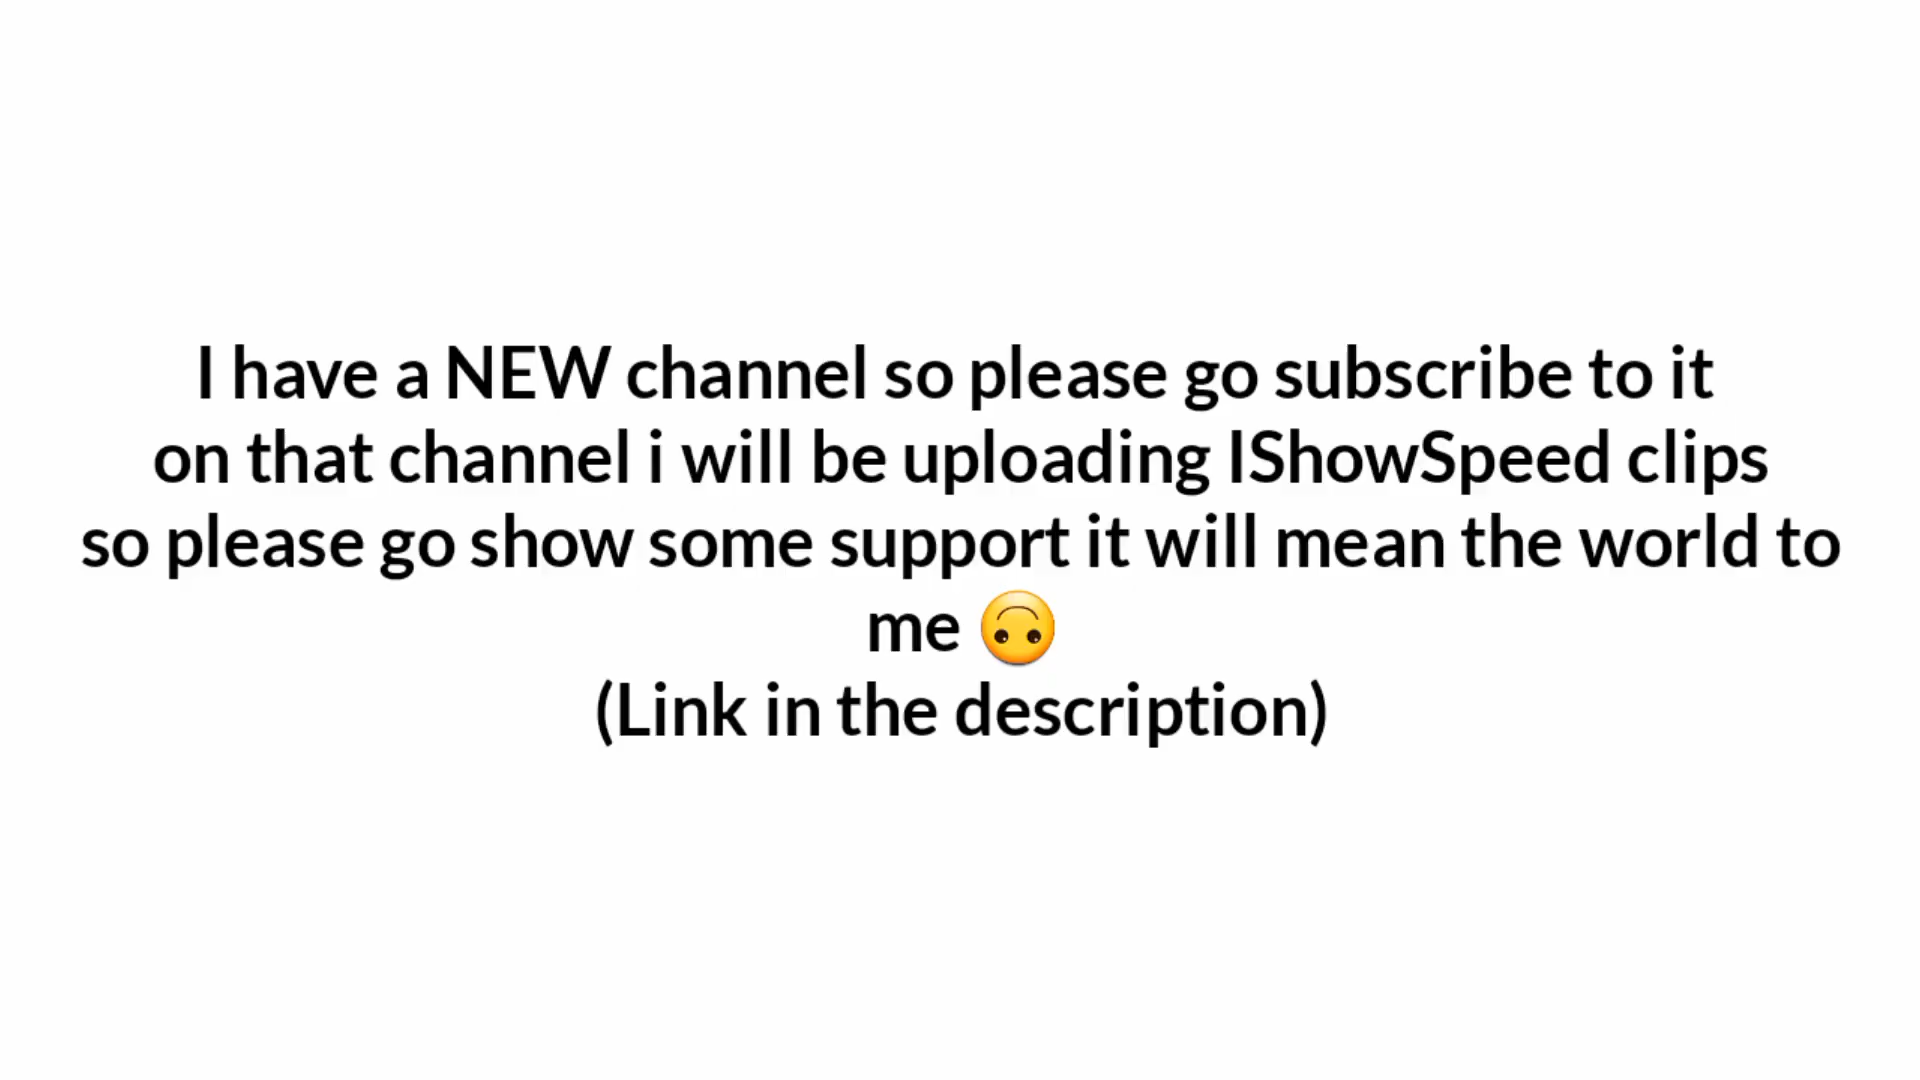 I have a NEW channel so please go subscribe to it
on that channel i will be uploading IShowSpeed clips
so please go show some support it will mean the world to
me 🙃
(Link in the description)